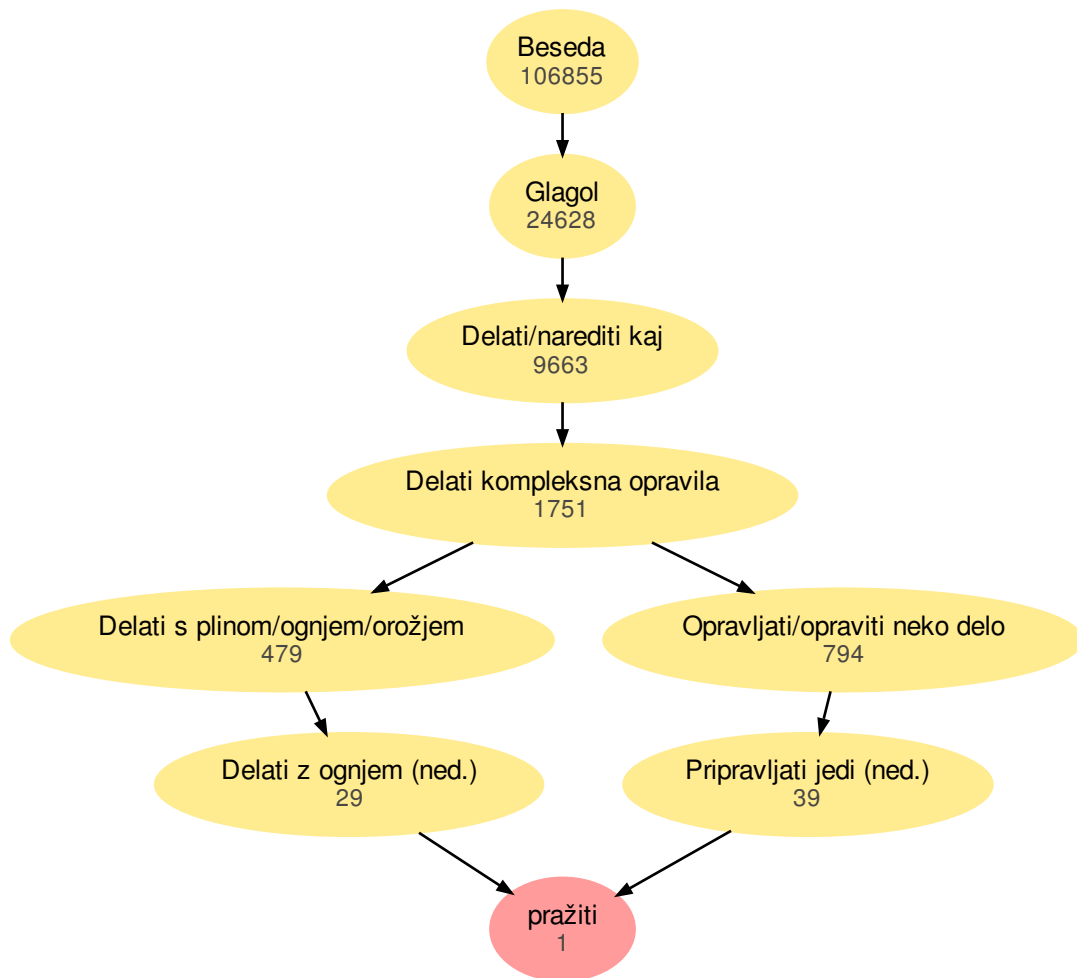 Beseda
106855
Glagol
24628
Delati/narediti kaj
9663
Delati kompleksna opravila
1751
Delati s plinom/ognjem/orožjem
479
Opravljati/opraviti neko delo
794
Delati z ognjem (ned.)
29
Pripravljati jedi (ned.)
39
pražiti
1